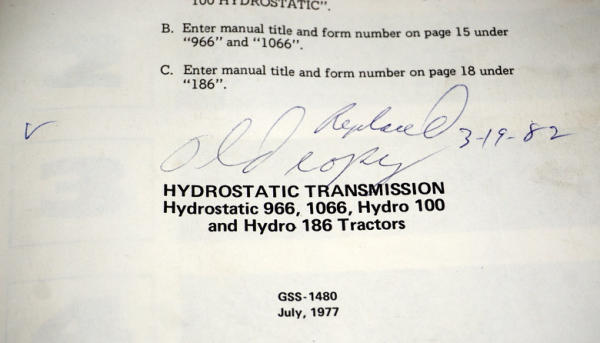 100 HYDROSTATIC".
B. Enter manual title and form number on page 15 under
"966" and "1066".
C. Enter manual title and form number on page 18 under
"186".
Replaced 3-19-82
Old copy
HYDROSTATIC TRANSMISSION
Hydrostatic 966, 1066, Hydro 100
and Hydro 186 Tractors
GSS-1480
July, 1977